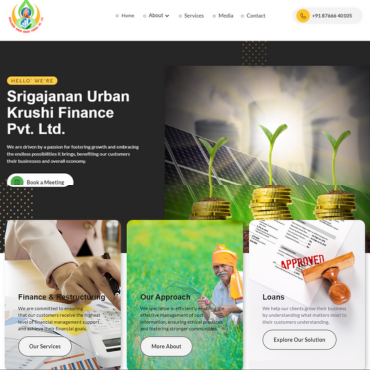 Home
About
Services
Media
Contact
+91 87666 40105
HELLO' WE'RE
Srigajanan Urban
Krushi Finance
Pvt. Ltd.
We are driven by a passion for fostering growth and embracing
the endless possibilities it brings, benefiting our customers
their businesses and overall economy
Book a Meeting
Finance & Restructuring
We are committed to ensuring
that our customers receive the highest
level of financial management support
and achieve their financial goals.
Our Services
Our Approach
We specialize in efficiently
effective management of cost
information, ensuring ethical practices
and fostering stronger communities
More About
APPROVED
Loans
We help our clients grow their business
by understanding what matters most to
their customers understanding.
Explore Our Solution